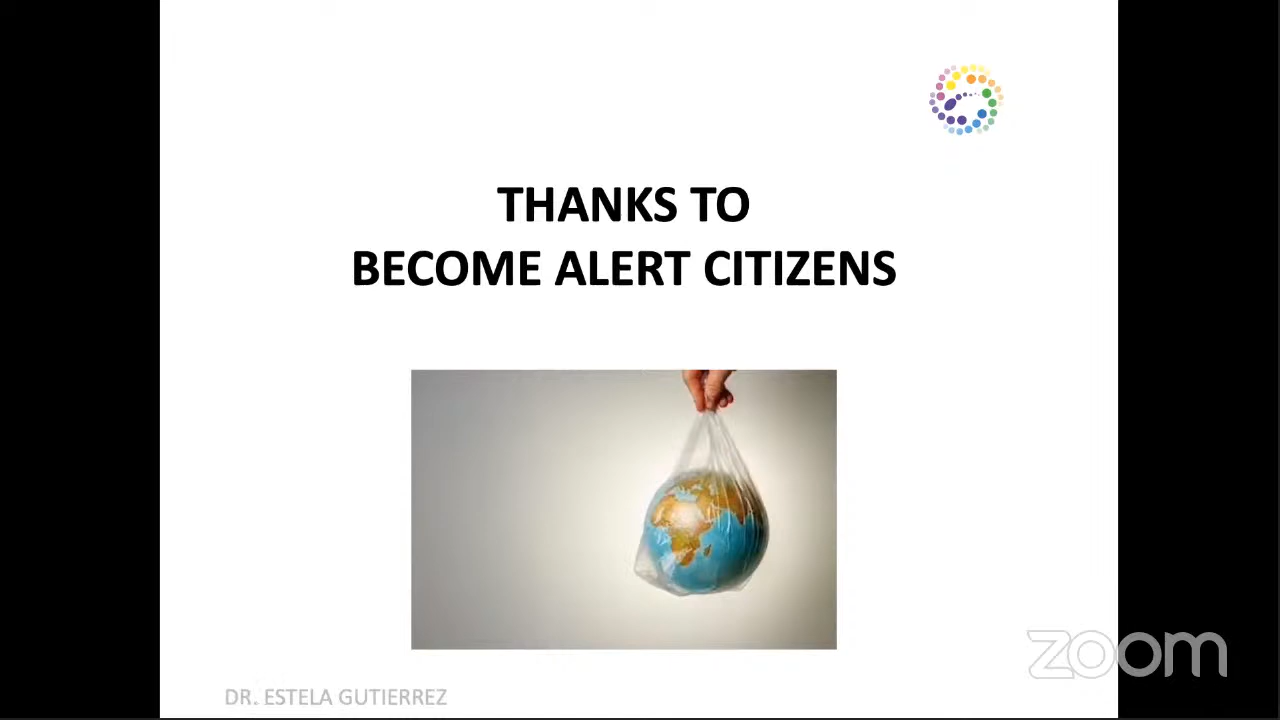 THANKS TO
BECOME ALERT CITIZENS
DR. ESTELA GUTIERREZ
zoom